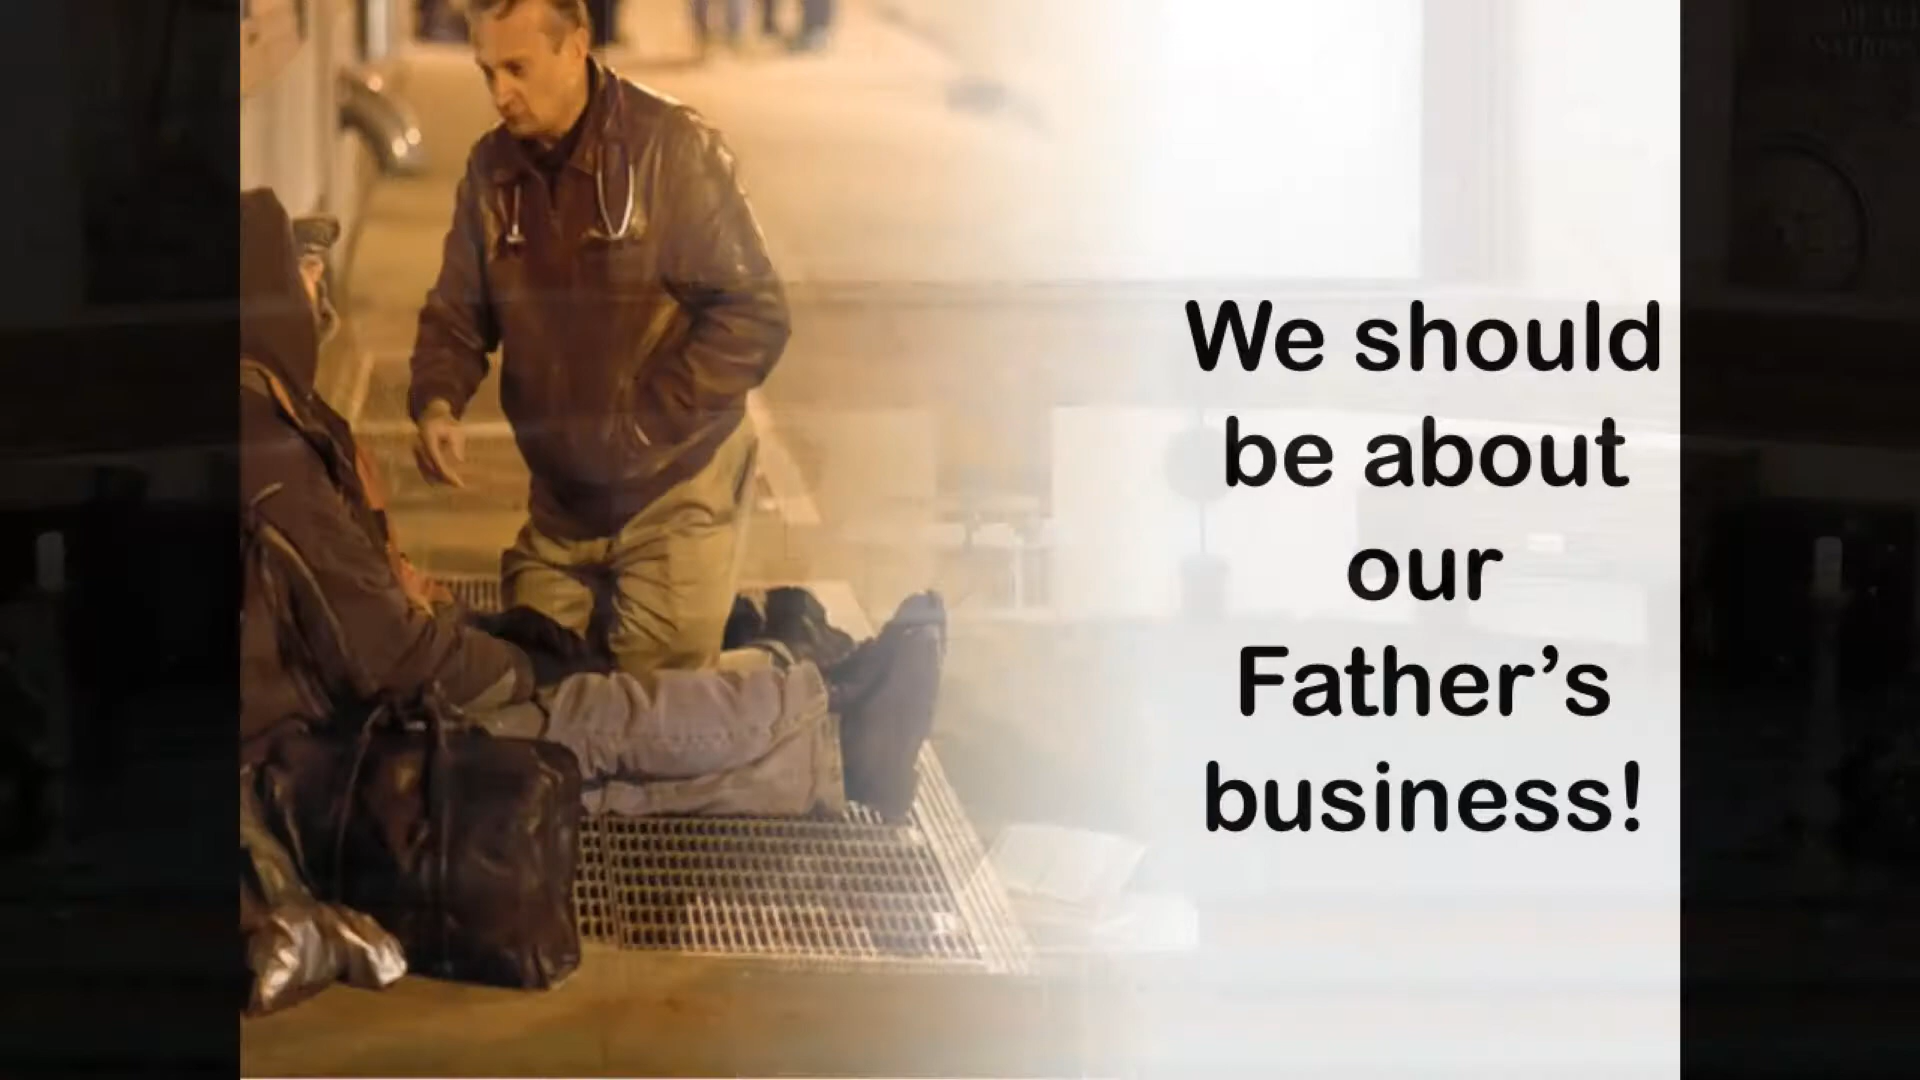 We should
be about
our
Father’s
business!